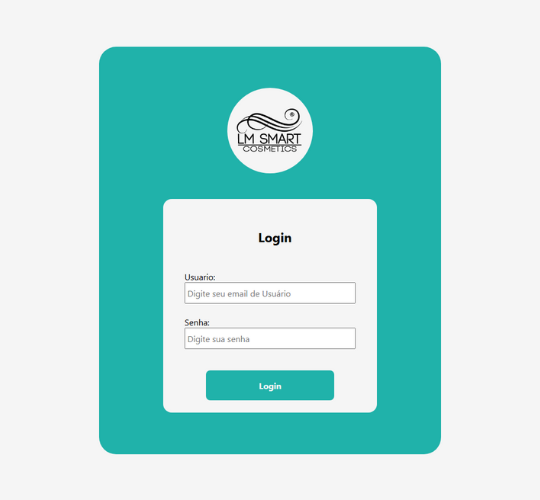 LM SMART
COSMETICS
Login
Usuario:
Digite seu email de Usuário
Senha:
Digite sua senha
Login